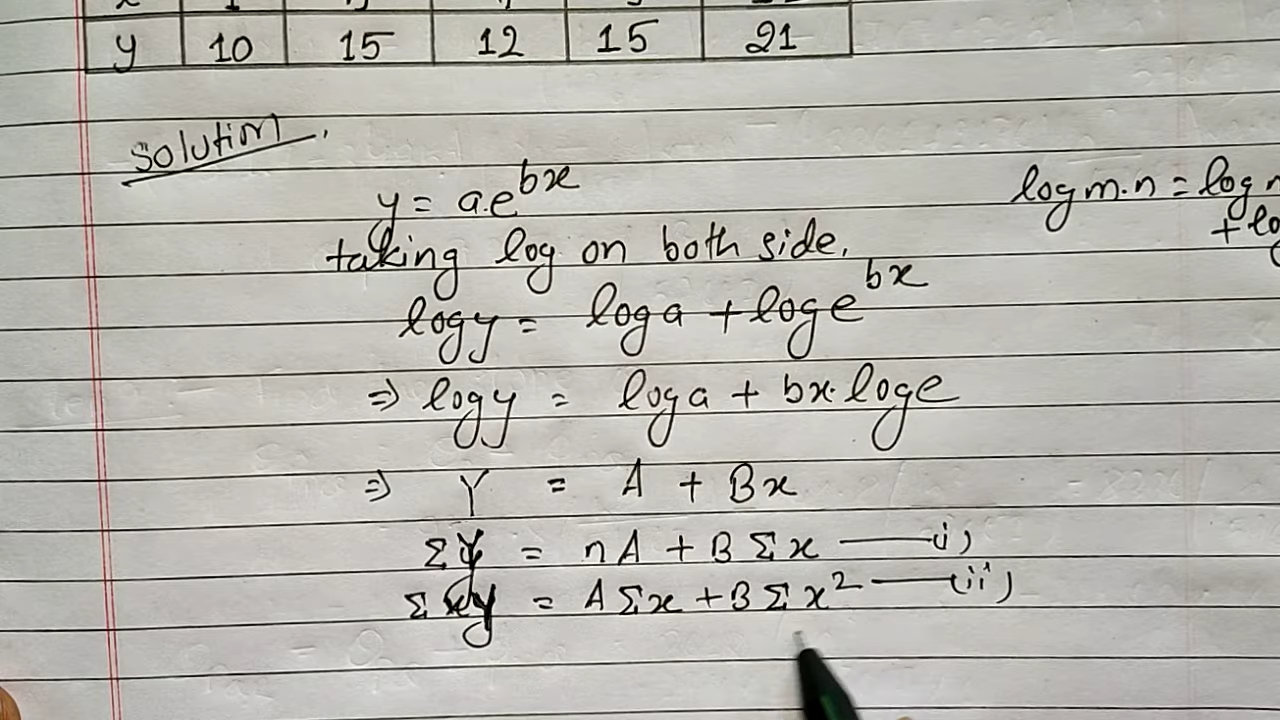 y 10 15 12 15 21
Solution.
y = a.e^bx
taking log on both side.
log y = log a + log e^bx
⇒ log y = log a + bx. log e
⇒ Y = A + Bx
ΣY = nA + BΣx —— (i)
Σxy = AΣx + BΣx² —— (ii)
log m.n = log
+